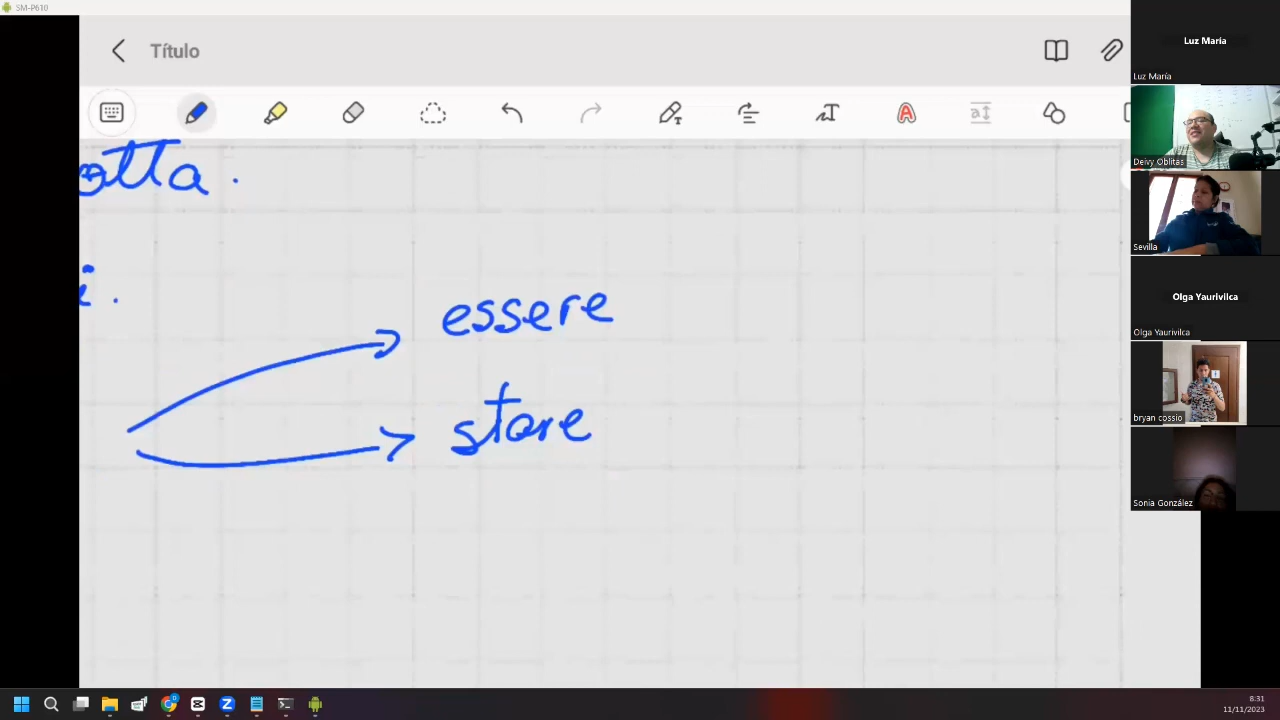 SM-P610
Título
otta.
i.
essere
stare
Luz María
Luz María
Deivy Oblitas
Sevilla
Olga Yaurivilca
Olga Yaurivilca
bryan cossio
Sonia González
8:31
11/11/2023